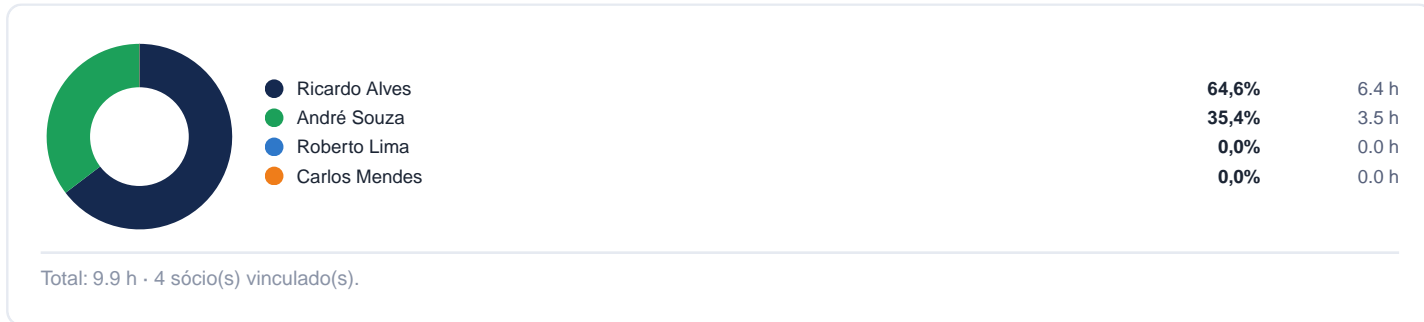 Ricardo Alves 64,6% 6.4 h
André Souza 35,4% 3.5 h
Roberto Lima 0,0% 0.0 h
Carlos Mendes 0,0% 0.0 h
Total: 9.9 h · 4 sócio(s) vinculado(s).